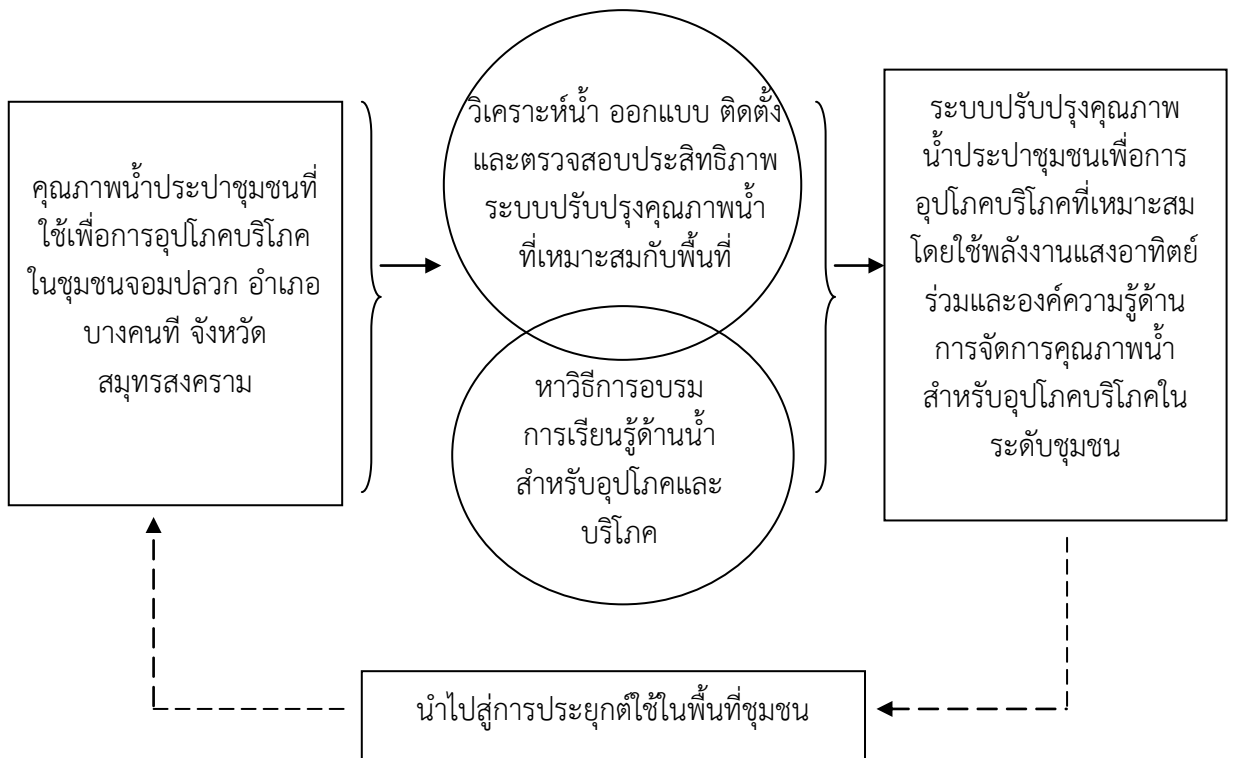 คุณภาพน้ำประปาชุมชนที่
ใช้เพื่อการอุปโภคบริโภค
ในชุมชนจอมปลวก อำเภอ
บางคนที จังหวัด
สมุทรสงคราม
วิเคราะห์น้ำ ออกแบบ ติดตั้ง
และตรวจสอบประสิทธิภาพ
ระบบปรับปรุงคุณภาพน้ำ
ที่เหมาะสมกับพื้นที่
หาวิธีการอบรม
การเรียนรู้ด้านน้ำ
สำหรับอุปโภคและ
บริโภค
ระบบปรับปรุงคุณภาพ
น้ำประปาชุมชนเพื่อการ
อุปโภคบริโภคที่เหมาะสม
โดยใช้พลังงานแสงอาทิตย์
ร่วมและองค์ความรู้ด้าน
การจัดการคุณภาพน้ำ
สำหรับอุปโภคบริโภคใน
ระดับชุมชน
นำไปสู่การประยุกต์ใช้ในพื้นที่ชุมชน